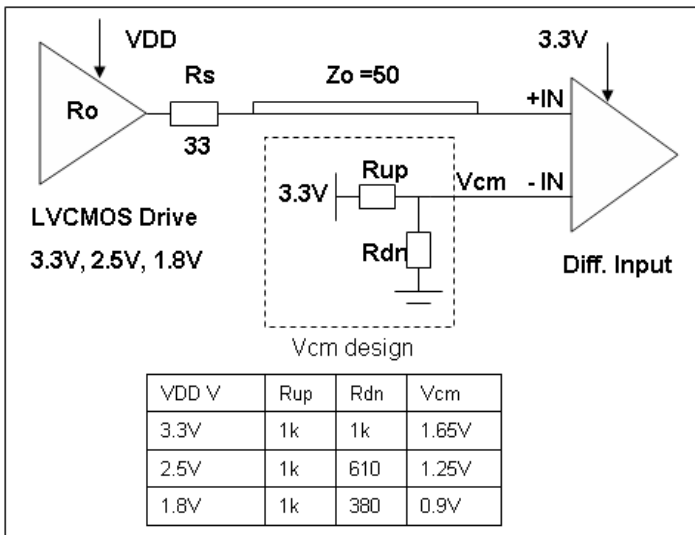 VDD
3.3V
Rs
Zo =50
+IN
Ro
33
Rup
Vcm
- IN
3.3V
LVCMOS Drive
Rdn
3.3V, 2.5V, 1.8V
Diff. Input
Vcm design
VDD V Rup Rdn Vcm
3.3V 1k 1k 1.65V
2.5V 1k 610 1.25V
1.8V 1k 380 0.9V